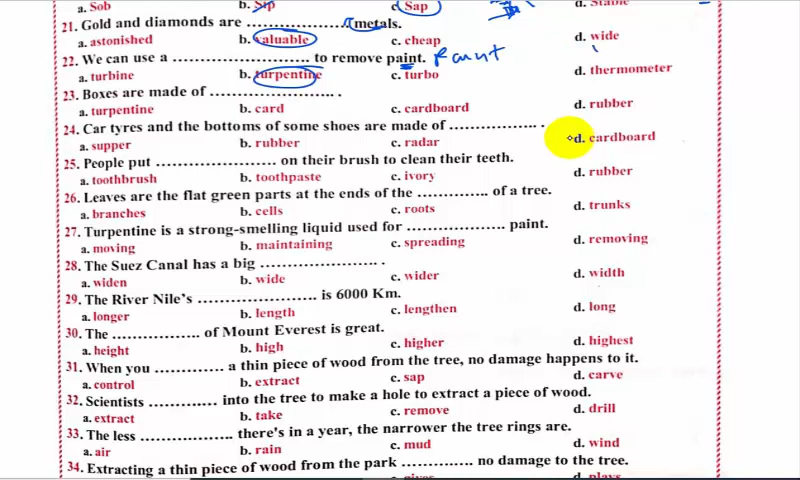 a. Sob b. Sip c. Sap d. Stable
21. Gold and diamonds are .................... metals.
a. astonished b. valuable c. cheap d. wide
22. We can use a ............................ to remove paint. Paint
a. turbine b. turpentine c. turbo d. thermometer
23. Boxes are made of .......................... .
a. turpentine b. card c. cardboard d. rubber
24. Car tyres and the bottoms of some shoes are made of .................. .
a. supper b. rubber c. radar d. cardboard
25. People put ........................ on their brush to clean their teeth.
a. toothbrush b. toothpaste c. ivory d. rubber
26. Leaves are the flat green parts at the ends of the .............. of a tree.
a. branches b. cells c. roots d. trunks
27. Turpentine is a strong-smelling liquid used for ................... paint.
a. moving b. maintaining c. spreading d. removing
28. The Suez Canal has a big ........................ .
a. widen b. wide c. wider d. width
29. The River Nile's ........................ is 6000 Km.
a. longer b. length c. lengthen d. long
30. The .................. of Mount Everest is great.
a. height b. high c. higher d. highest
31. When you ............. a thin piece of wood from the tree, no damage happens to it.
a. control b. extract c. sap d. carve
32. Scientists ............. into the tree to make a hole to extract a piece of wood.
a. extract b. take c. remove d. drill
33. The less .................. there's in a year, the narrower the tree rings are.
a. air b. rain c. mud d. wind
34. Extracting a thin piece of wood from the park .............. no damage to the tree.
c. gives d. plays